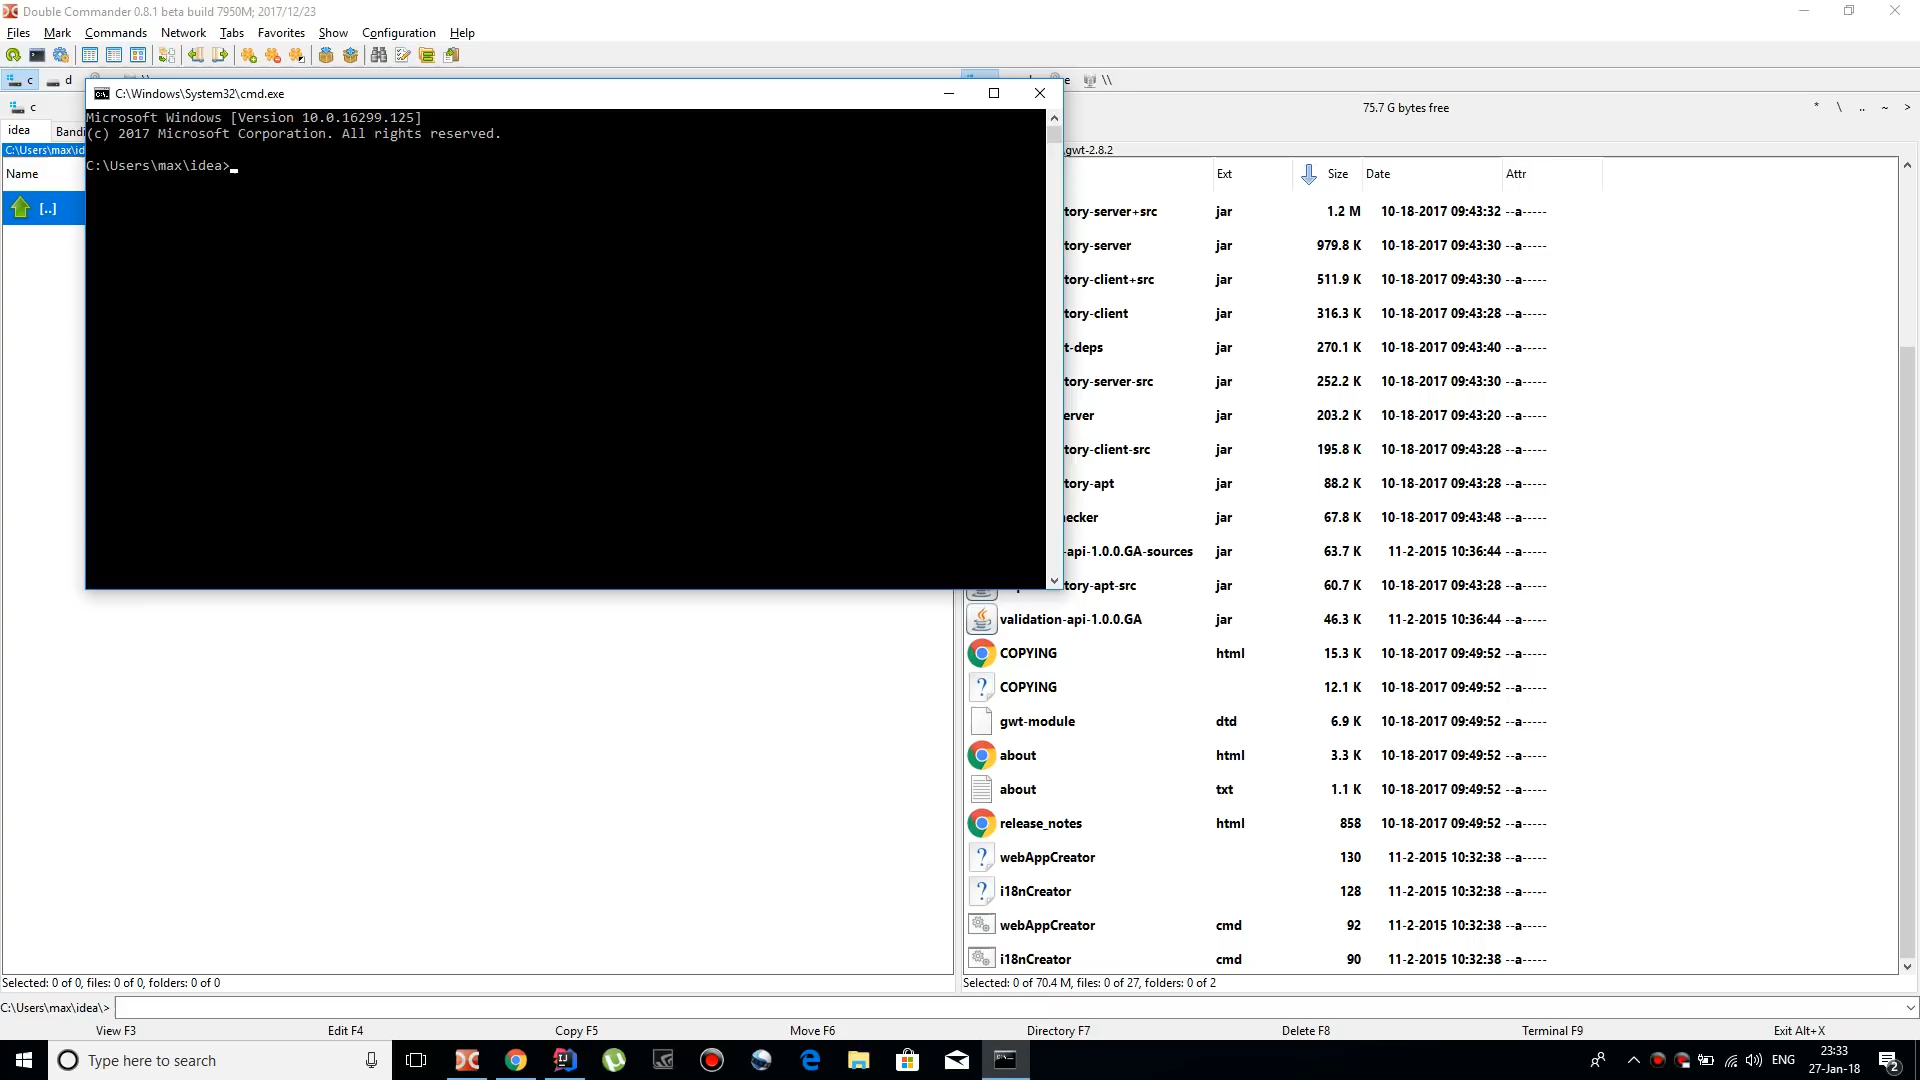 Double Commander 0.8.1 beta build 7950M; 2017/12/23
Files Mark Commands Network Tabs Favorites Show Configuration Help
c d e \\
C:\Windows\System32\cmd.exe
c
75.7 G bytes free
* \ .. ~ >
idea
Microsoft Windows [Version 10.0.16299.125]
(c) 2017 Microsoft Corporation. All rights reserved.
C:\Users\max\idea>
gwt-2.8.2
Name
Ext Size Date Attr
[..]
tory-server+src jar 1.2 M 10-18-2017 09:43:32 --a-----
tory-server jar 979.8 K 10-18-2017 09:43:30 --a-----
tory-client+src jar 511.9 K 10-18-2017 09:43:30 --a-----
tory-client jar 316.3 K 10-18-2017 09:43:28 --a-----
t-deps jar 270.1 K 10-18-2017 09:43:40 --a-----
tory-server-src jar 252.2 K 10-18-2017 09:43:30 --a-----
erver jar 203.2 K 10-18-2017 09:43:20 --a-----
tory-client-src jar 195.8 K 10-18-2017 09:43:28 --a-----
tory-apt jar 88.2 K 10-18-2017 09:43:28 --a-----
ecker jar 67.8 K 10-18-2017 09:43:48 --a-----
-api-1.0.0.GA-sources jar 63.7 K 11-2-2015 10:36:44 --a-----
tory-apt-src jar 60.7 K 10-18-2017 09:43:28 --a-----
validation-api-1.0.0.GA jar 46.3 K 11-2-2015 10:36:44 --a-----
COPYING html 15.3 K 10-18-2017 09:49:52 --a-----
COPYING 12.1 K 10-18-2017 09:49:52 --a-----
gwt-module dtd 6.9 K 10-18-2017 09:49:52 --a-----
about html 3.3 K 10-18-2017 09:49:52 --a-----
about txt 1.1 K 10-18-2017 09:49:52 --a-----
release_notes html 858 10-18-2017 09:49:52 --a-----
webAppCreator 130 11-2-2015 10:32:38 --a-----
i18nCreator 128 11-2-2015 10:32:38 --a-----
webAppCreator cmd 92 11-2-2015 10:32:38 --a-----
i18nCreator cmd 90 11-2-2015 10:32:38 --a-----
Selected: 0 of 0, files: 0 of 0, folders: 0 of 0
Selected: 0 of 70.4 M, files: 0 of 27, folders: 0 of 2
C:\Users\max\idea\>
View F3 Edit F4 Copy F5 Move F6 Directory F7 Delete F8 Terminal F9 Exit Alt+X
Type here to search
ENG
23:33
27-Jan-18
2